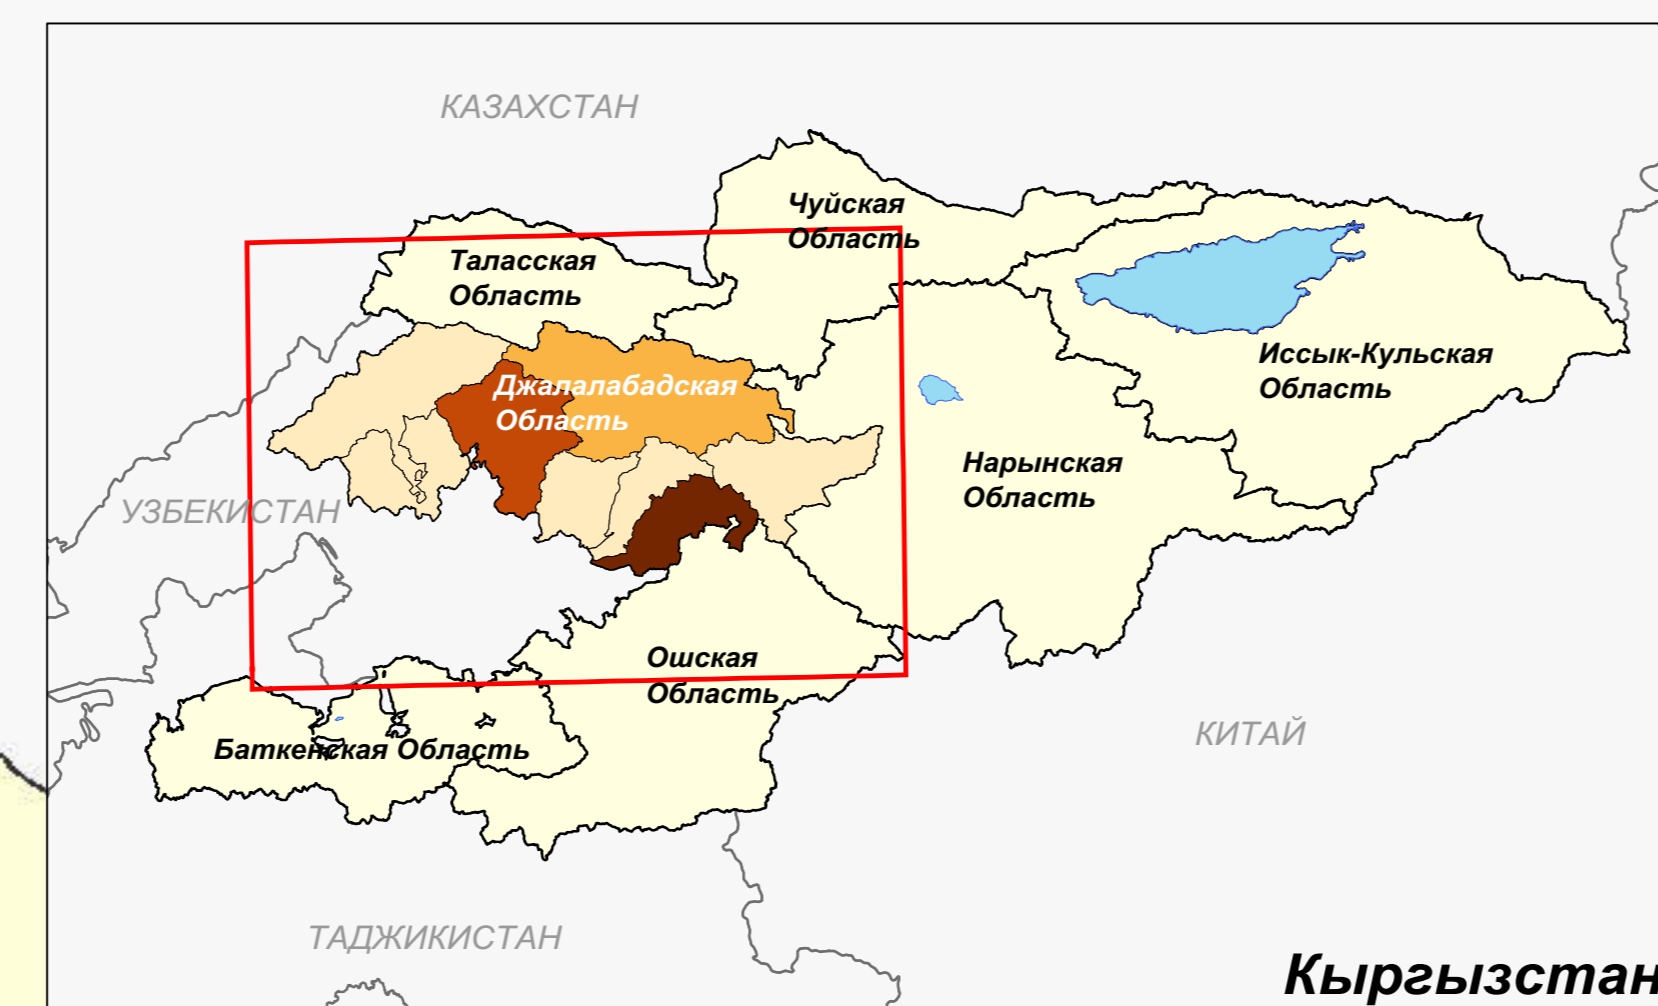 КАЗАХСТАН
Чуйская
Область
Таласская
Область
Иссык-Кульская
Область
Джалалабадская
Область
Нарынская
Область
УЗБЕКИСТАН
Ошская
Область
КИТАЙ
Баткенская Область
ТАДЖИКИСТАН
Кыргызстан